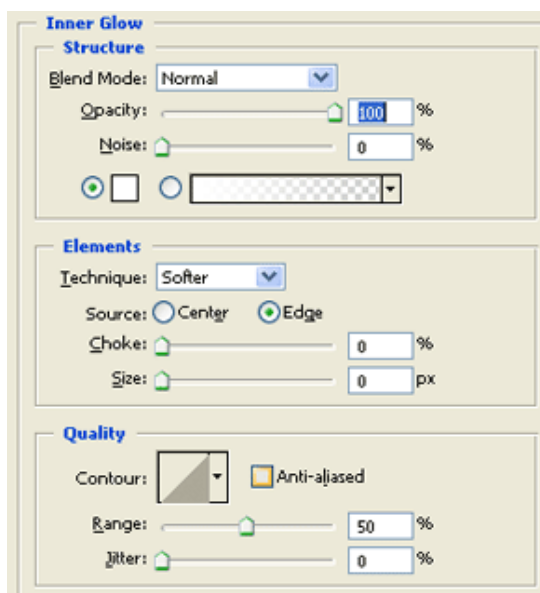 Inner Glow
Structure
Blend Mode: Normal
Opacity: 100 %
Noise: 0 %
Elements
Technique: Softer
Source: Center Edge
Choke: 0 %
Size: 0 px
Quality
Contour: Anti-aliased
Range: 50 %
Jitter: 0 %